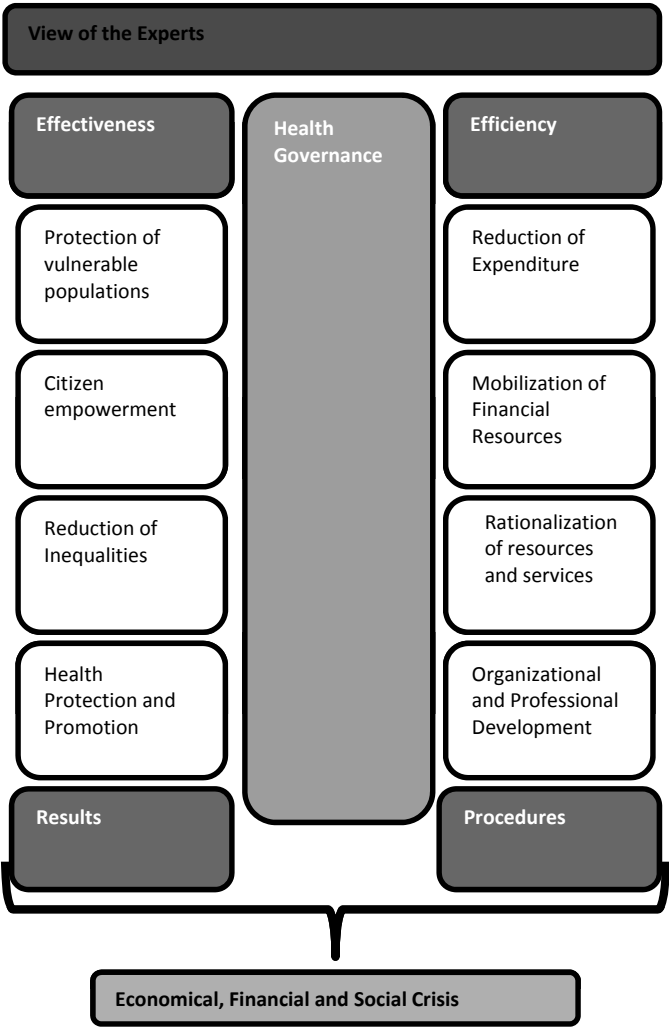 View of the Experts
Effectiveness
Protection of
vulnerable
populations
Citizen
empowerment
Reduction of
Inequalities
Health
Protection and
Promotion
Results
Health
Governance
Efficiency
Reduction of
Expenditure
Mobilization of
Financial
Resources
Rationalization
of resources
and services
Organizational
and Professional
Development
Procedures
Economical, Financial and Social Crisis